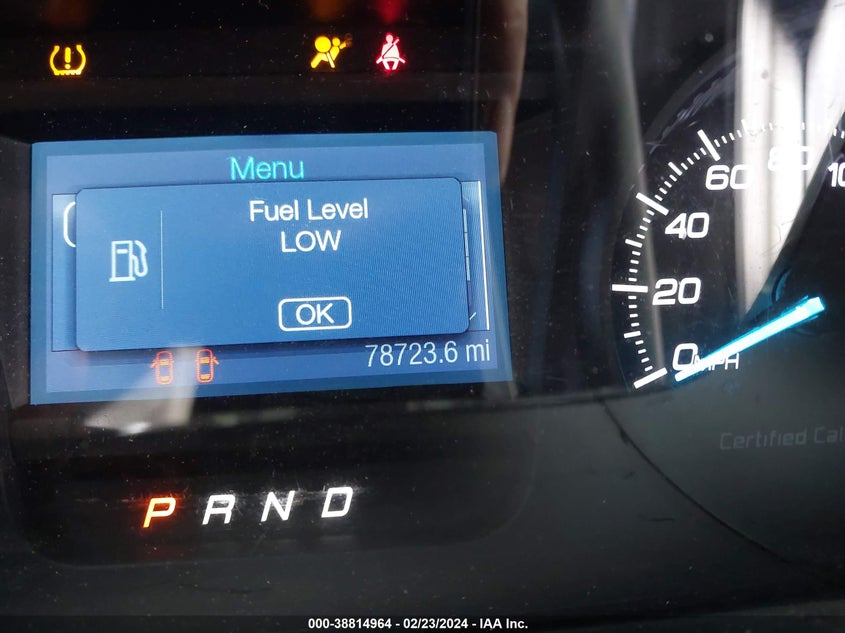 Menu
Fuel Level
LOW
OK
78723.6 mi
P R N D
0 MPH
20
40
60
80
Certified Cal
000-38814964 - 02/23/2024 - IAA Inc.